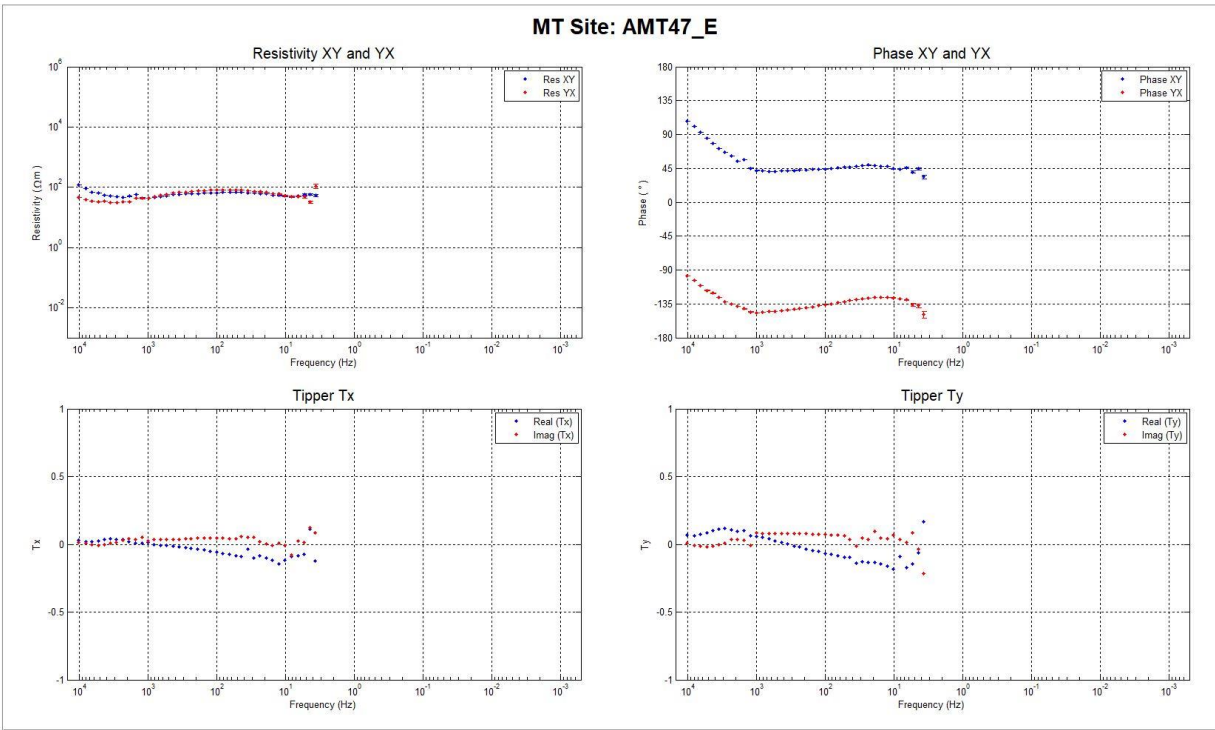 MT Site: AMT47_E
Resistivity XY and YX
10^6
10^4
10^2
10^0
10^-2
Resistivity (Ωm)
Res XY
Res YX
10^4 10^3 10^2 10^1 10^0 10^-1 10^-2 10^-3
Frequency (Hz)
Phase XY and YX
180
135
90
45
0
-45
-90
-135
-180
Phase (°)
Phase XY
Phase YX
10^4 10^3 10^2 10^1 10^0 10^-1 10^-2 10^-3
Frequency (Hz)
Tipper Tx
1
0.5
0
-0.5
-1
Tx
Real (Tx)
Imag (Tx)
10^4 10^3 10^2 10^1 10^0 10^-1 10^-2 10^-3
Frequency (Hz)
Tipper Ty
1
0.5
0
-0.5
-1
Ty
Real (Ty)
Imag (Ty)
10^4 10^3 10^2 10^1 10^0 10^-1 10^-2 10^-3
Frequency (Hz)